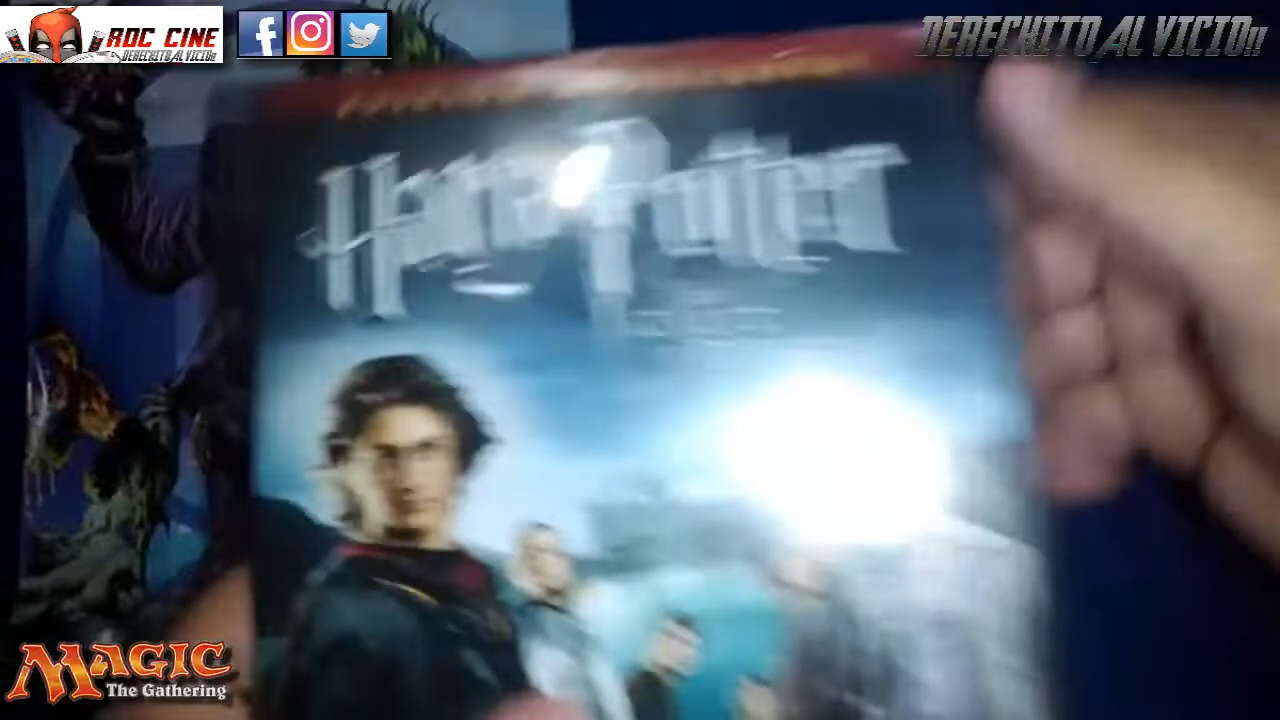 ROC CINE
DERECHITO AL VICIO!!
DERECHITO AL VICIO!!
Harry Potter
MAGIC
The Gathering